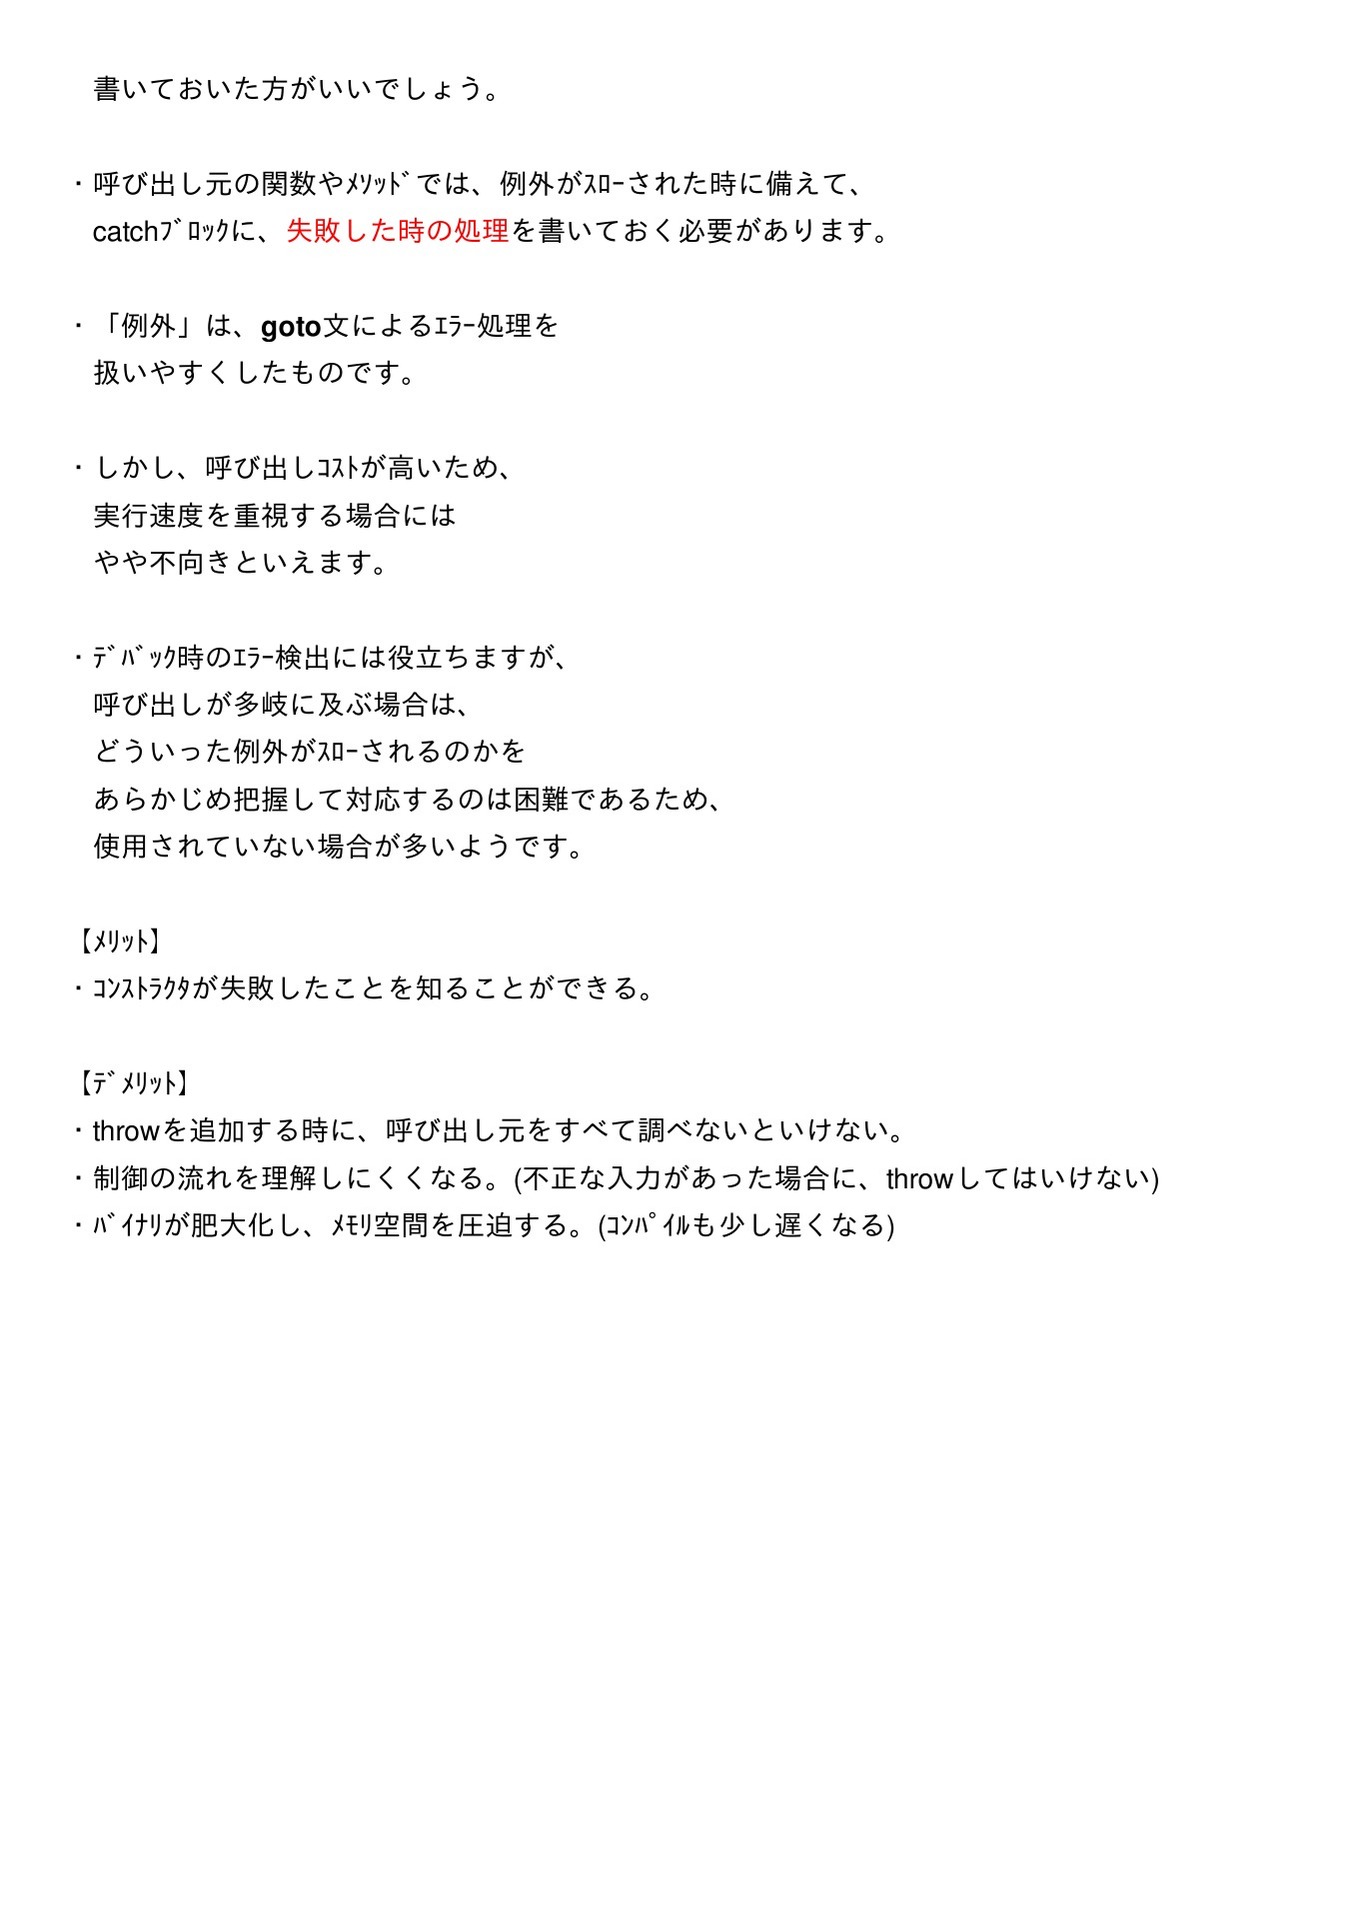 書いておいた方がいいでしょう。
・呼び出し元の関数やﾒｿｯﾄﾞでは、例外がｽﾛｰされた時に備えて、
catchﾌﾞﾛｯｸに、失敗した時の処理を書いておく必要があります。
・「例外」は、goto文によるｴﾗｰ処理を
扱いやすくしたものです。
・しかし、呼び出しｺｽﾄが高いため、
実行速度を重視する場合には
やや不向きといえます。
・ﾃﾞﾊﾞｯｸ時のｴﾗｰ検出には役立ちますが、
呼び出しが多岐に及ぶ場合は、
どういった例外がｽﾛｰされるのかを
あらかじめ把握して対応するのは困難であるため、
使用されていない場合が多いようです。
【ﾒﾘｯﾄ】
・ｺﾝｽﾄﾗｸﾀが失敗したことを知ることができる。
【ﾃﾞﾒﾘｯﾄ】
・throwを追加する時に、呼び出し元をすべて調べないといけない。
・制御の流れを理解しにくくなる。(不正な入力があった場合に、throwしてはいけない)
・ﾊﾞｲﾅﾘが肥大化し、ﾒﾓﾘ空間を圧迫する。(ｺﾝﾊﾟｲﾙも少し遅くなる)